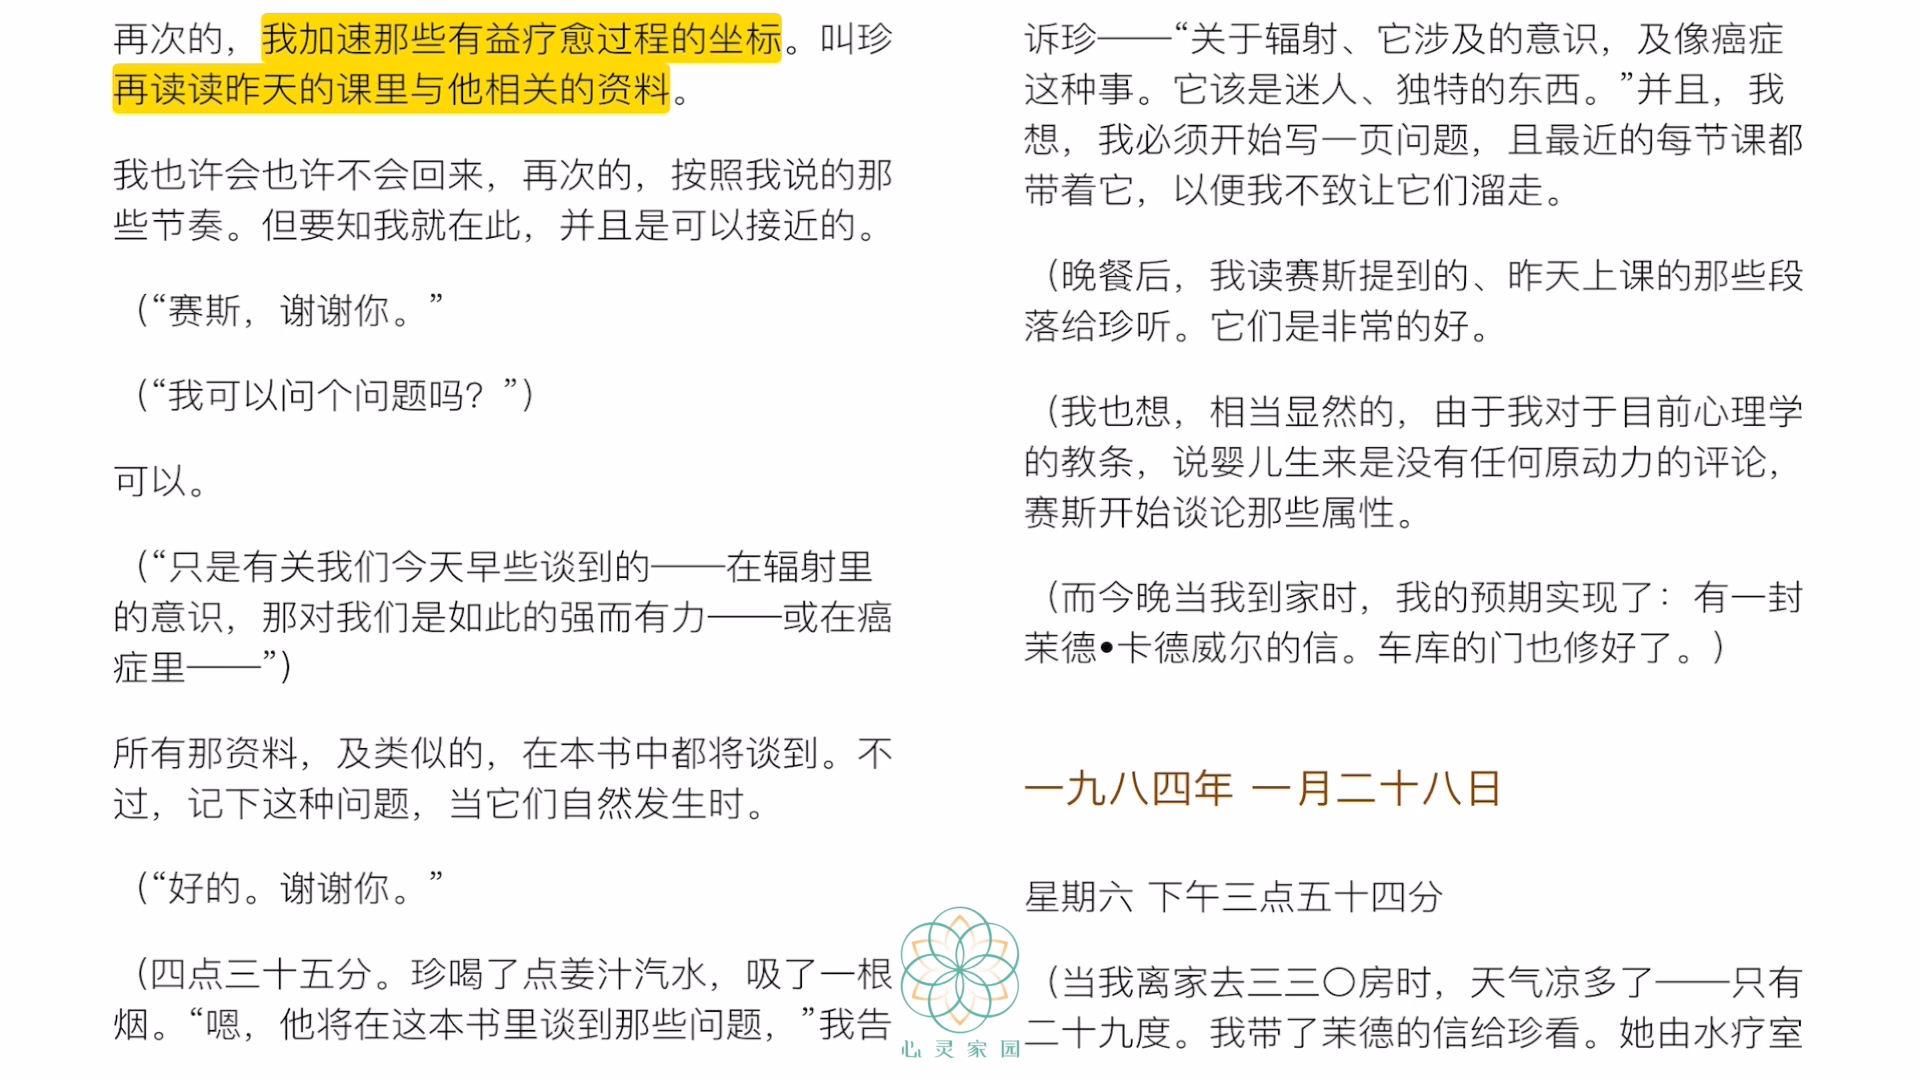 再次的，我加速那些有益疗愈过程的坐标。叫珍
再读读昨天的课里与他相关的资料。
我也许会也许不会回来，再次的，按照我说的那
些节奏。但要知我就在此，并且是可以接近的。
（“赛斯，谢谢你。”
（“我可以问个问题吗？”）
可以。
（“只是有关我们今天早些谈到的——在辐射里
的意识，那对我们是如此的强而有力——或在癌
症里——”）
所有那资料，及类似的，在本书中都将谈到。不
过，记下这种问题，当它们自然发生时。
（“好的。谢谢你。”
（四点三十五分。珍喝了点姜汁汽水，吸了一根
烟。“嗯，他将在这本书里谈到那些问题，”我告
诉珍——“关于辐射、它涉及的意识，及像癌症
这种事。它该是迷人、独特的东西。”并且，我
想，我必须开始写一页问题，且最近的每节课都
带着它，以便我不致让它们溜走。
（晚餐后，我读赛斯提到的、昨天上课的那些段
落给珍听。它们是非常的好。
（我也想，相当显然的，由于我对于目前心理学
的教条，说婴儿生来是没有任何原动力的评论，
赛斯开始谈论那些属性。
（而今晚当我到家时，我的预期实现了：有一封
茉德•卡德威尔的信。车库的门也修好了。）
一九八四年 一月二十八日
星期六 下午三点五十四分
（当我离家去三三〇房时，天气凉多了——只有
二十九度。我带了茉德的信给珍看。她由水疗室
心灵家园